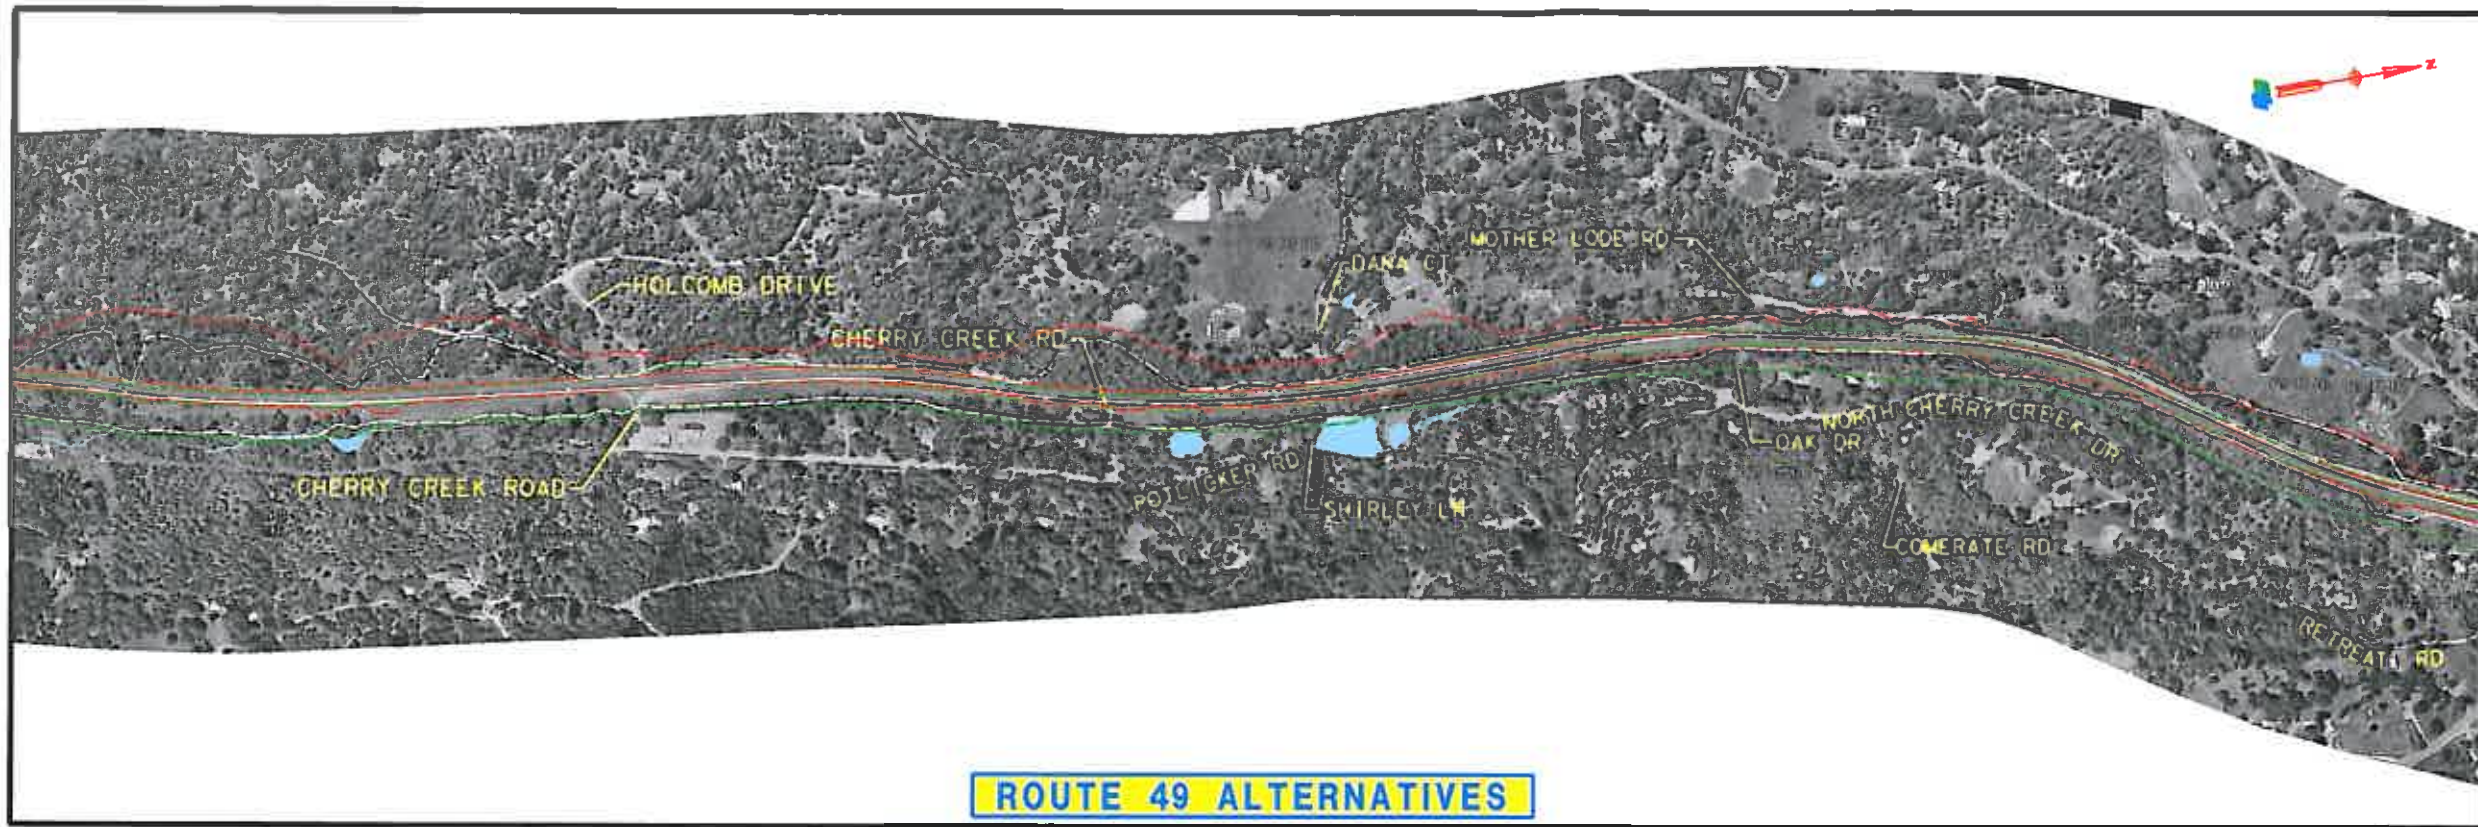 Z
MOTHER LODE RD
DANA CT
HOLCOMB DRIVE
CHERRY CREEK RD
NORTH CHERRY CREEK DR
OAK DR
POTLICKER RD
CHERRY CREEK ROAD
SHIRLEY LN
COMERATE RD
RETREAT RD
ROUTE 49 ALTERNATIVES